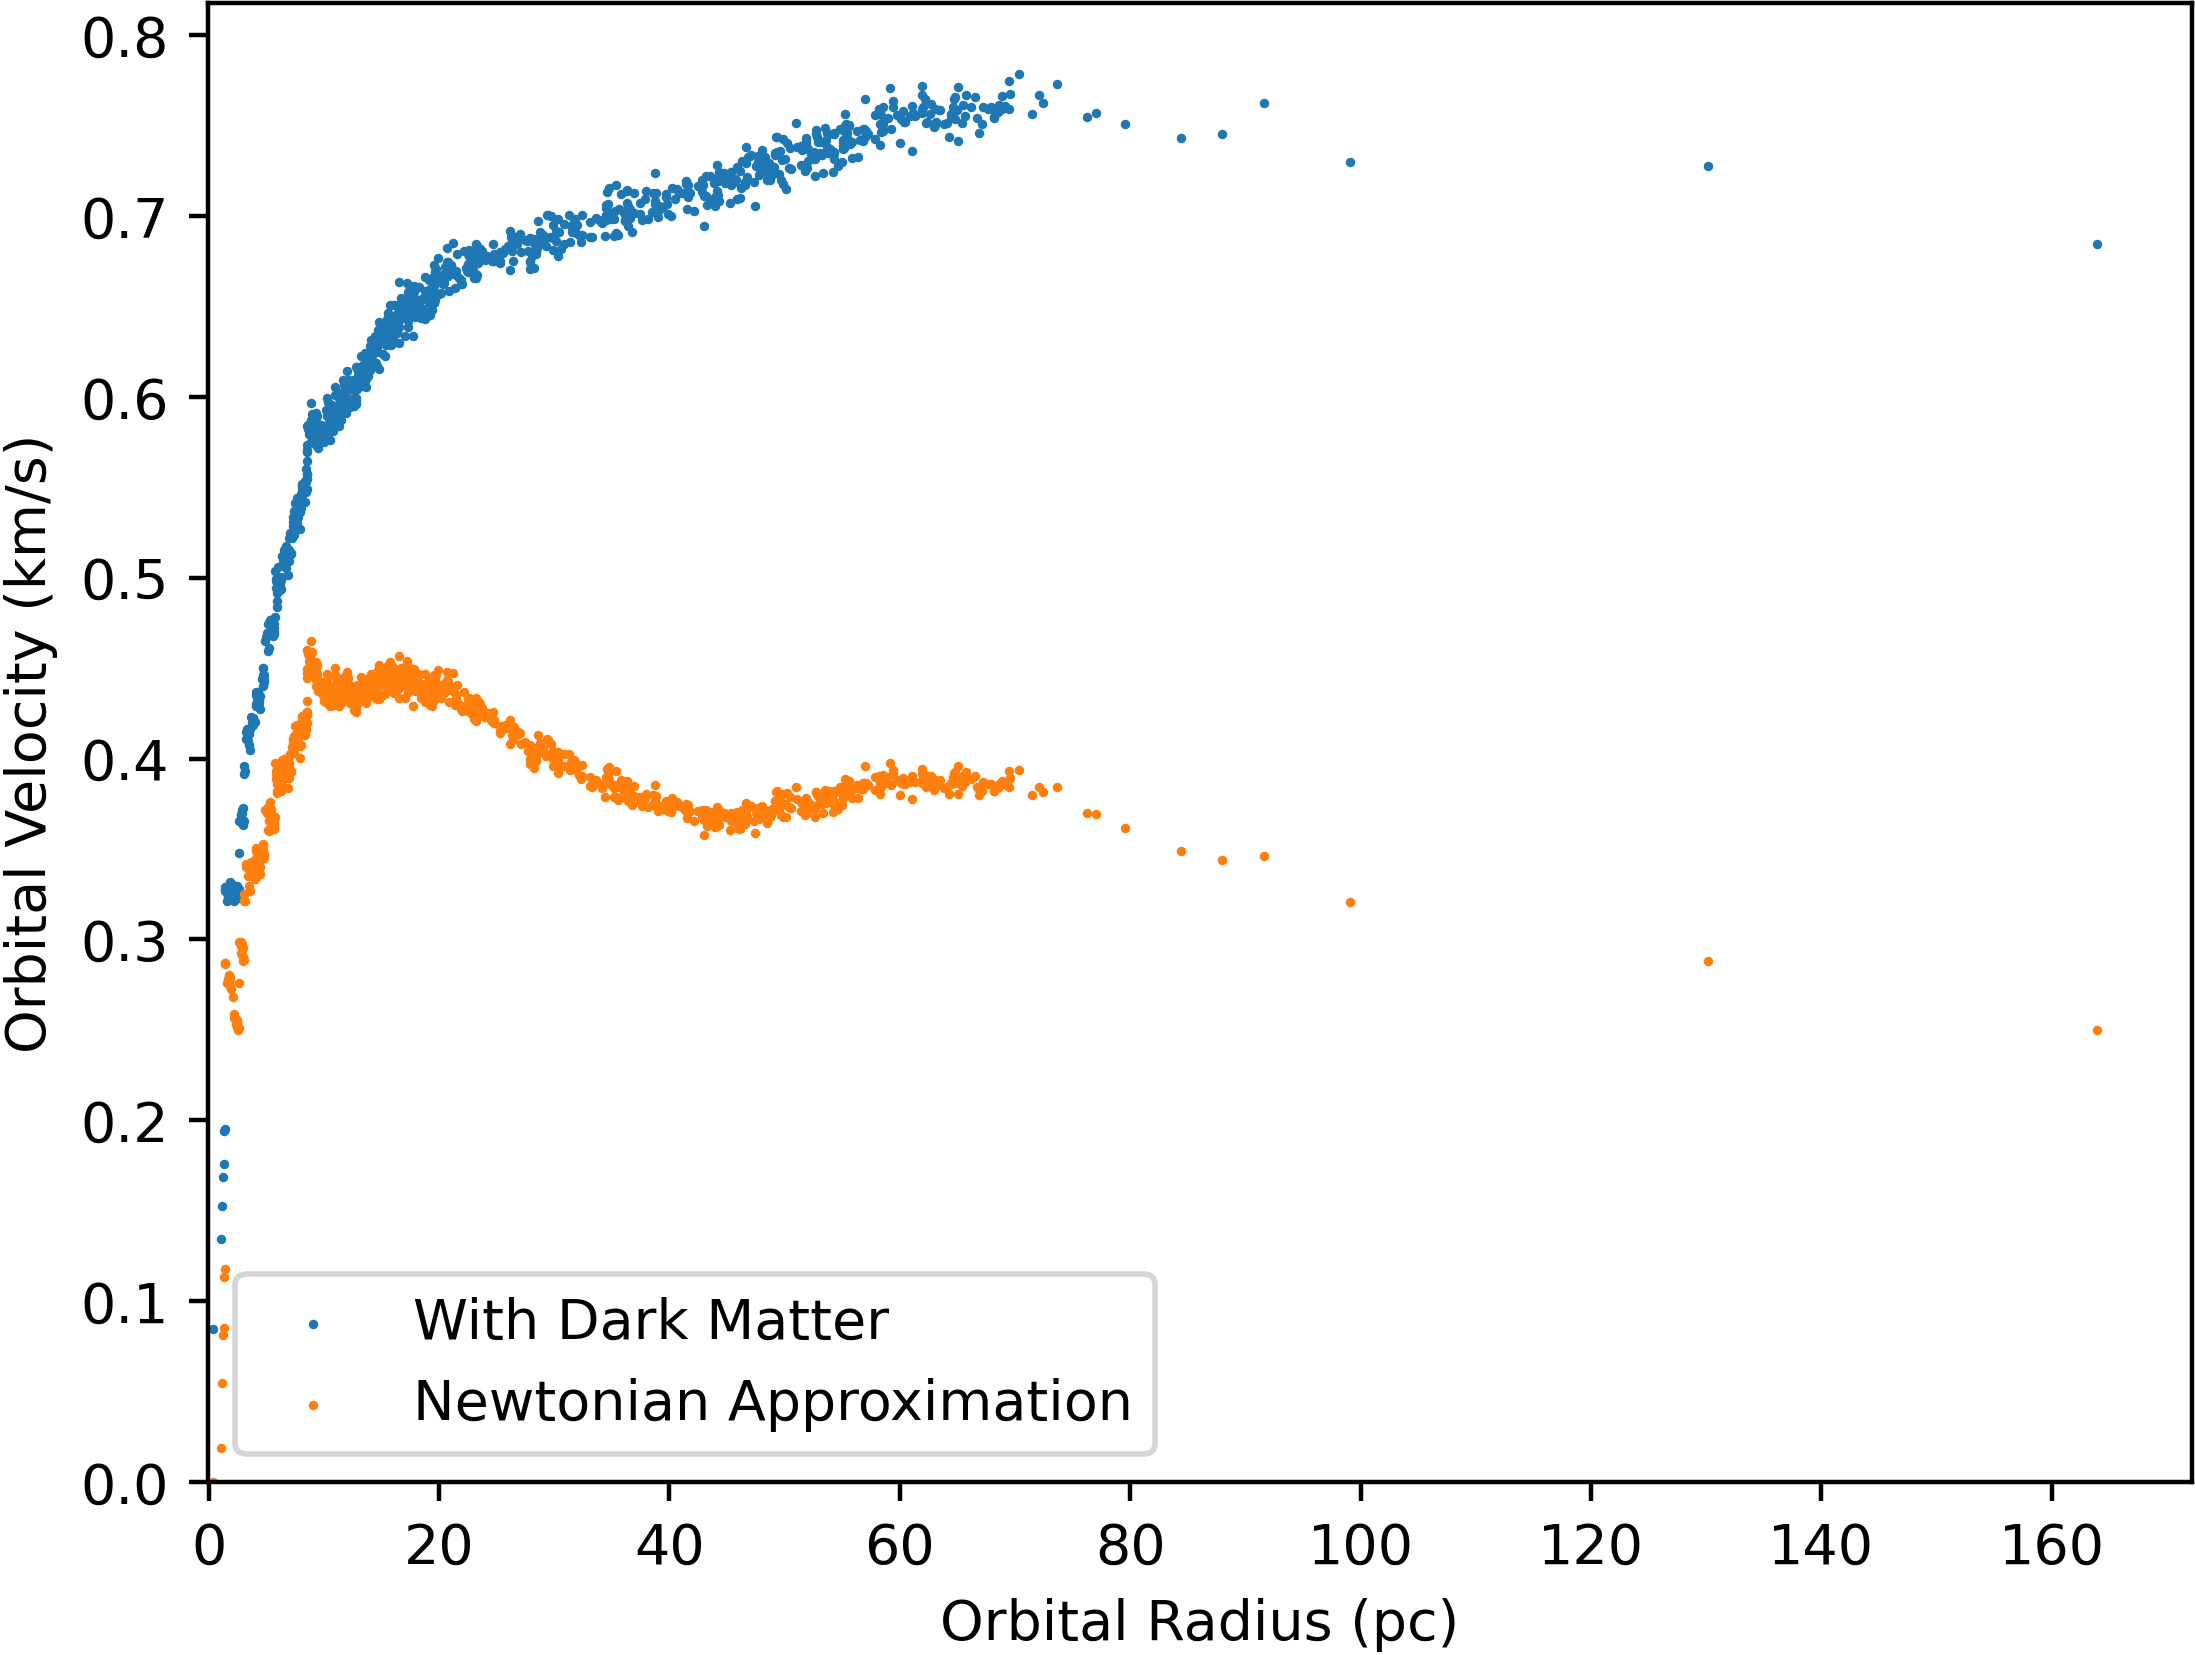 0.8
0.7
0.6
0.5
0.4
0.3
0.2
0.1
0.0
Orbital Velocity (km/s)
With Dark Matter
Newtonian Approximation
0 20 40 60 80 100 120 140 160
Orbital Radius (pc)